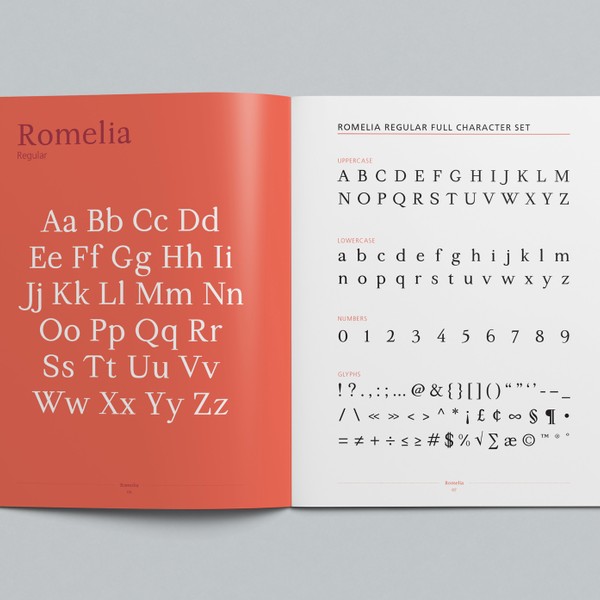 Romelia
Regular
Aa Bb Cc Dd
Ee Ff Gg Hh Ii
Jj Kk Ll Mm Nn
Oo Pp Qq Rr
Ss Tt Uu Vv
Ww Xx Yy Zz
Romelia
ROMELIA REGULAR FULL CHARACTER SET
UPPERCASE
A B C D E F G H I J K L M
N O P Q R S T U V W X Y Z
LOWERCASE
a b c d e f g h i j k l m
n o p q r s t u v w x y z
NUMBERS
0 1 2 3 4 5 6 7 8 9
GLYPHS:
! ? . , : ; … @ & { } [ ] ( ) “ ” ‘ ’ - – _
/ \ « » < > ^ * ¡ £ ¢ ∞ § ¶ •
= ≠ + ÷ ≤ ≥ # $ % √ ∑ æ © ™ ® °
Romelia